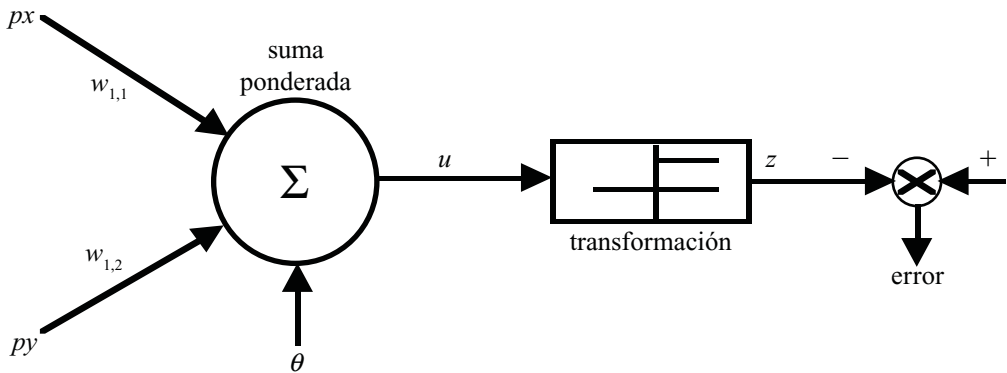 px
w1,1
suma
ponderada
Σ
u
z
−
+
transformación
error
w1,2
py
θ